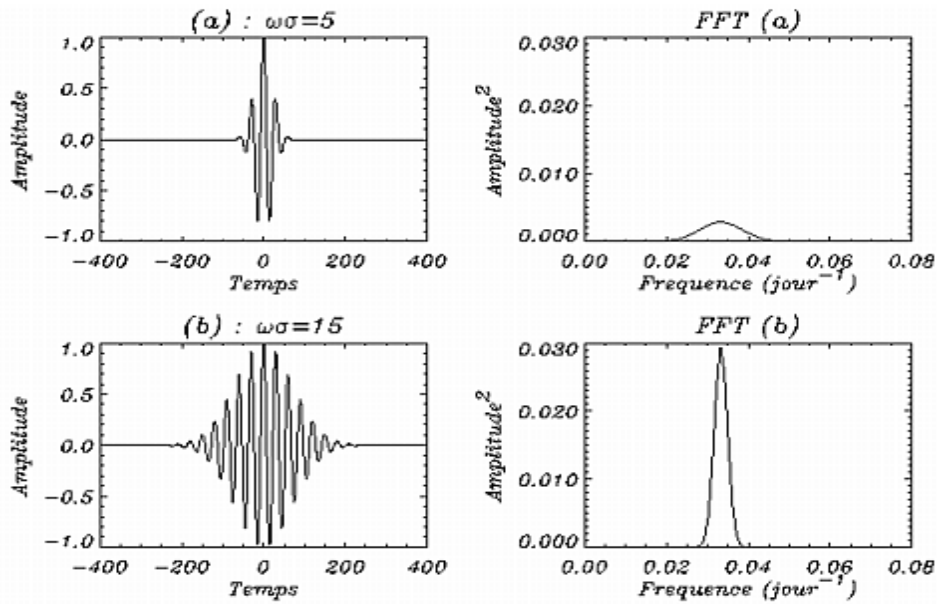 (a) : ωσ=5
Amplitude
1.0
0.5
0.0
−0.5
−1.0
−400 −200 0 200 400
Temps
FFT (a)
Amplitude²
0.030
0.020
0.010
0.000
0.00 0.02 0.04 0.06 0.08
Frequence (jour⁻¹)
(b) : ωσ=15
Amplitude
1.0
0.5
0.0
−0.5
−1.0
−400 −200 0 200 400
Temps
FFT (b)
Amplitude²
0.030
0.020
0.010
0.000
0.00 0.02 0.04 0.06 0.08
Frequence (jour⁻¹)